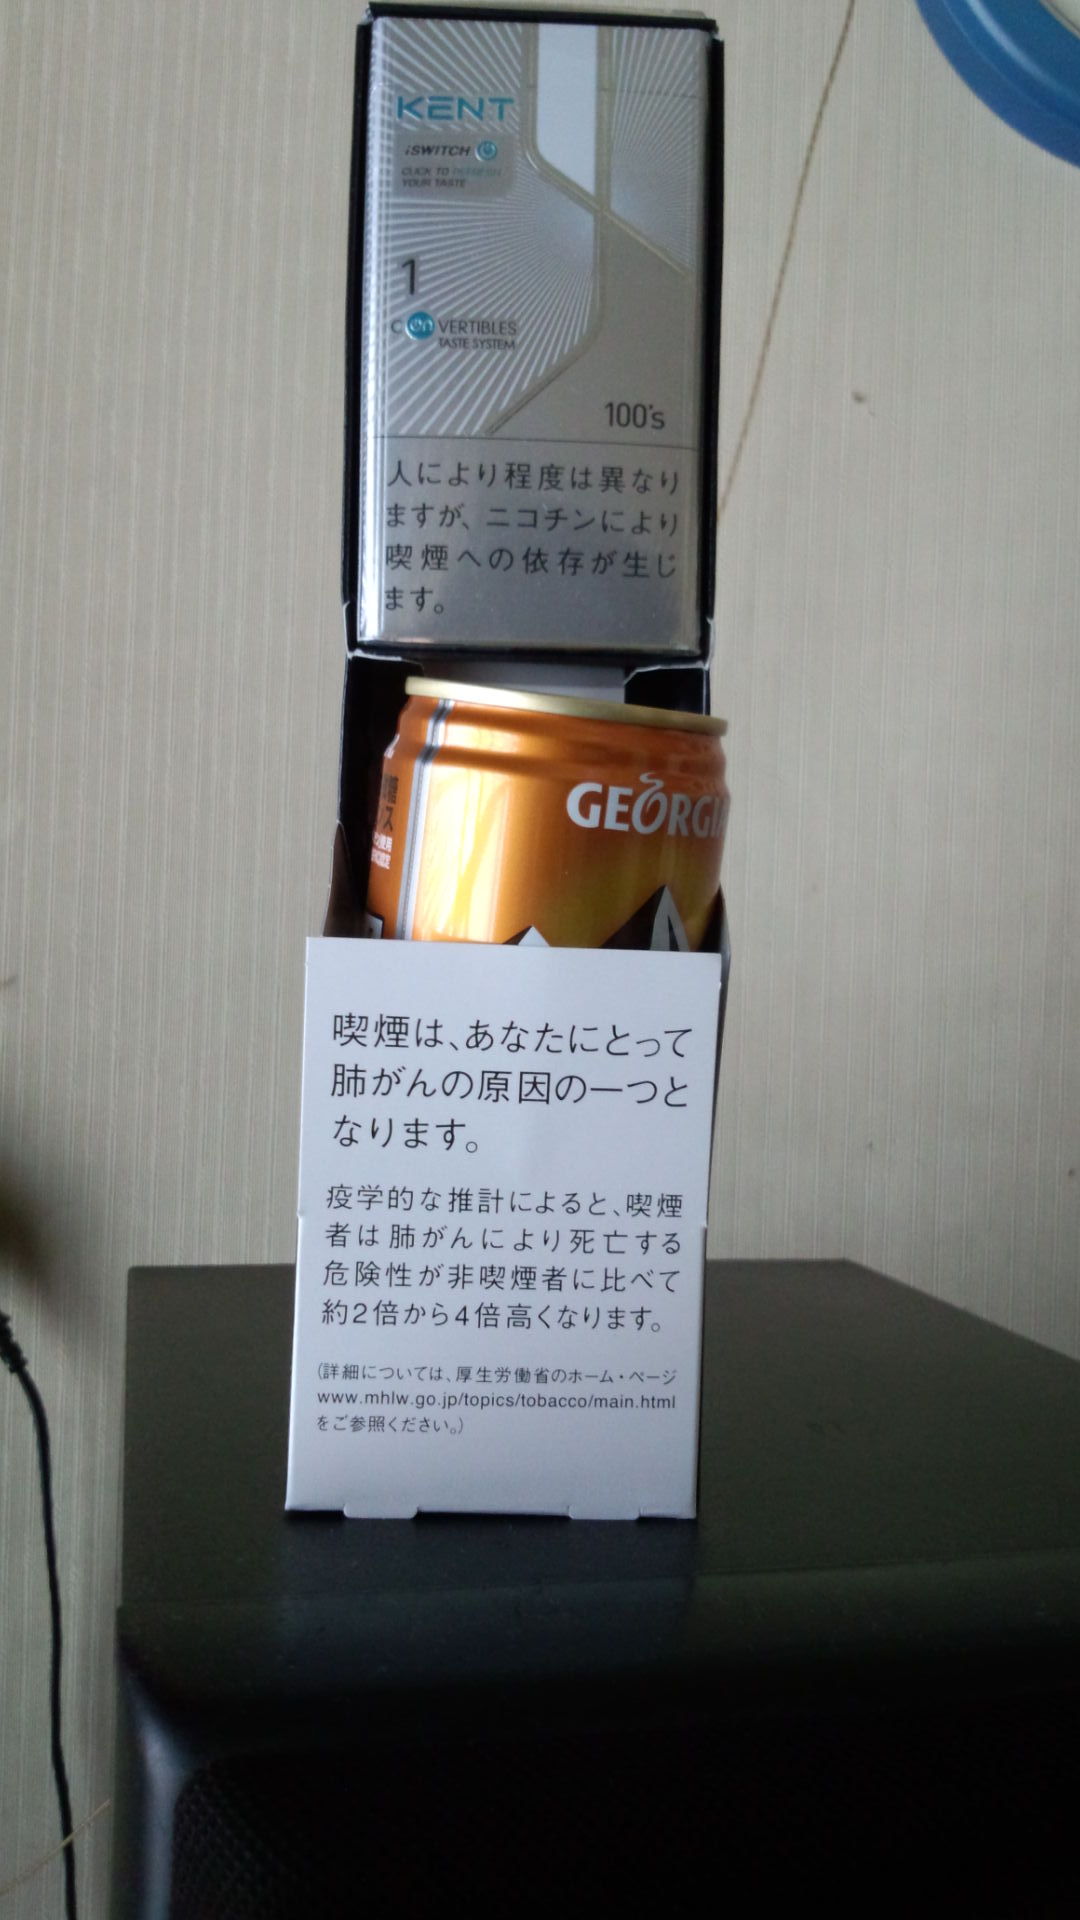 KENT
iSWITCH
CLICK TO REFRESH
YOUR TASTE
1
CON VERTIBLES
TASTE SYSTEM
100's
人により程度は異なり
ますが、ニコチンにより
喫煙への依存が生じ
ます。
GEORGIA
喫煙は、あなたにとって
肺がんの原因の一つと
なります。
疫学的な推計によると、喫煙
者は肺がんにより死亡する
危険性が非喫煙者に比べて
約2倍から4倍高くなります。
(詳細については、厚生労働省のホーム・ページ
www.mhlw.go.jp/topics/tobacco/main.html
をご参照ください。)